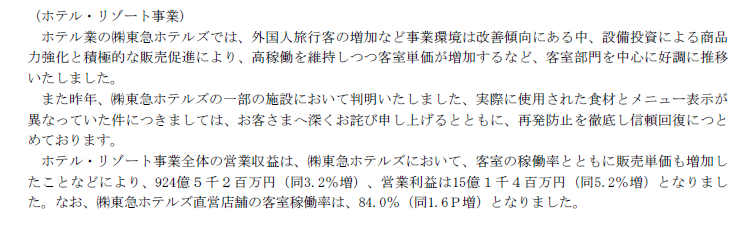 （ホテル・リゾート事業）
ホテル業の㈱東急ホテルズでは、外国人旅行客の増加など事業環境は改善傾向にある中、設備投資による商品
力強化と積極的な販売促進により、高稼働を維持しつつ客室単価が増加するなど、客室部門を中心に好調に推移
いたしました。
また昨年、㈱東急ホテルズの一部の施設において判明いたしました、実際に使用された食材とメニュー表示が
異なっていた件につきましては、お客さまへ深くお詫び申し上げるとともに、再発防止を徹底し信頼回復につと
めております。
ホテル・リゾート事業全体の営業収益は、㈱東急ホテルズにおいて、客室の稼働率とともに販売単価も増加し
たことなどにより、924億５千２百万円（同3.2％増）、営業利益は15億１千４百万円（同5.2％増）となりまし
た。なお、㈱東急ホテルズ直営店舗の客室稼働率は、84.0％（同1.6Ｐ増）となりました。